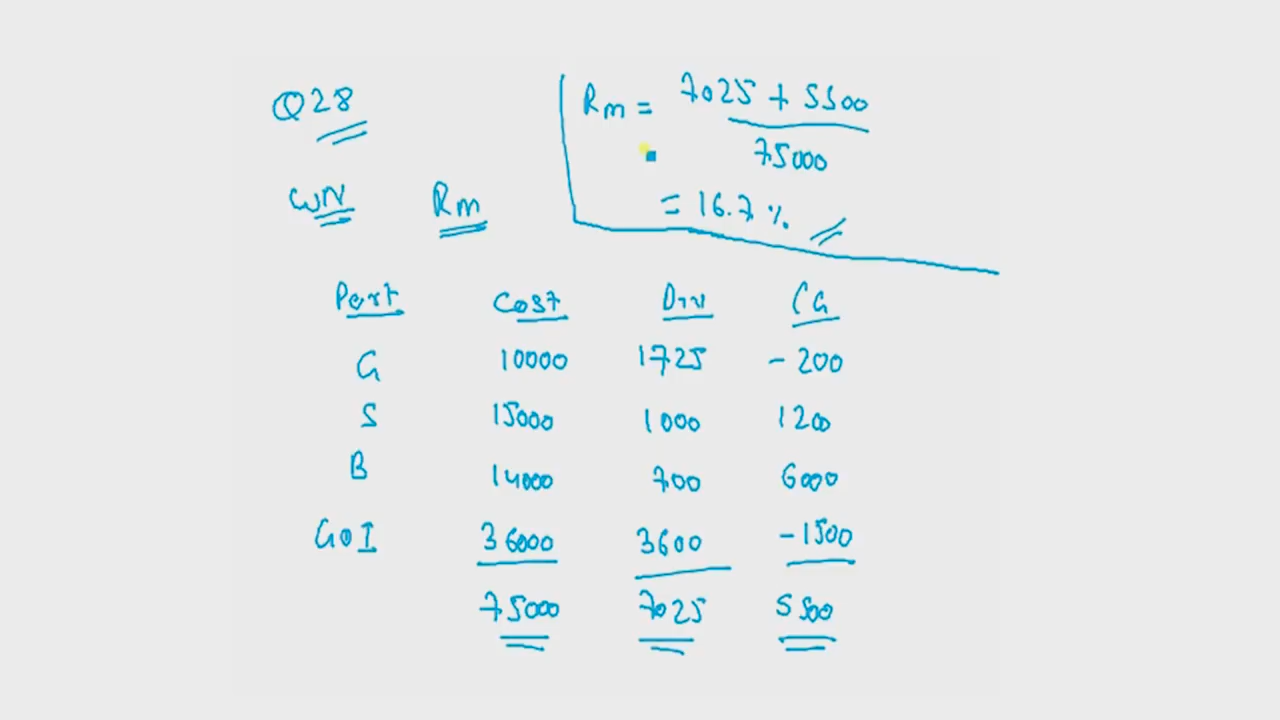 Q28
Rm = 7025 + 5500
75000
= 16.7 %
WN Rm
Part Cost Div CG
G 10000 1725 - 200
S 15000 1000 1200
B 14000 700 6000
GOI 36000 3600 - 1500
75000 7025 5500